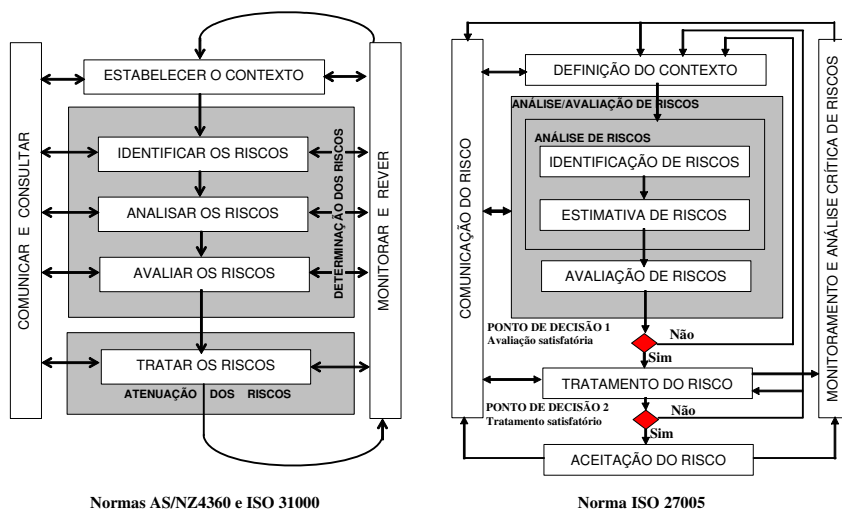 ESTABELECER O CONTEXTO
COMUNICAR E CONSULTAR
IDENTIFICAR OS RISCOS
ANALISAR OS RISCOS
AVALIAR OS RISCOS
DETERMINAÇÃO DOS RISCOS
MONITORAR E REVER
TRATAR OS RISCOS
ATENUAÇÃO DOS RISCOS
Normas AS/NZ4360 e ISO 31000
DEFINIÇÃO DO CONTEXTO
COMUNICAÇÃO DO RISCO
ANÁLISE/AVALIAÇÃO DE RISCOS
ANÁLISE DE RISCOS
IDENTIFICAÇÃO DE RISCOS
ESTIMATIVA DE RISCOS
AVALIAÇÃO DE RISCOS
MONITORAMENTO E ANÁLISE CRÍTICA DE RISCOS
PONTO DE DECISÃO 1
Avaliação satisfatória
Não
Sim
TRATAMENTO DO RISCO
PONTO DE DECISÃO 2
Tratamento satisfatório
Não
Sim
ACEITAÇÃO DO RISCO
Norma ISO 27005